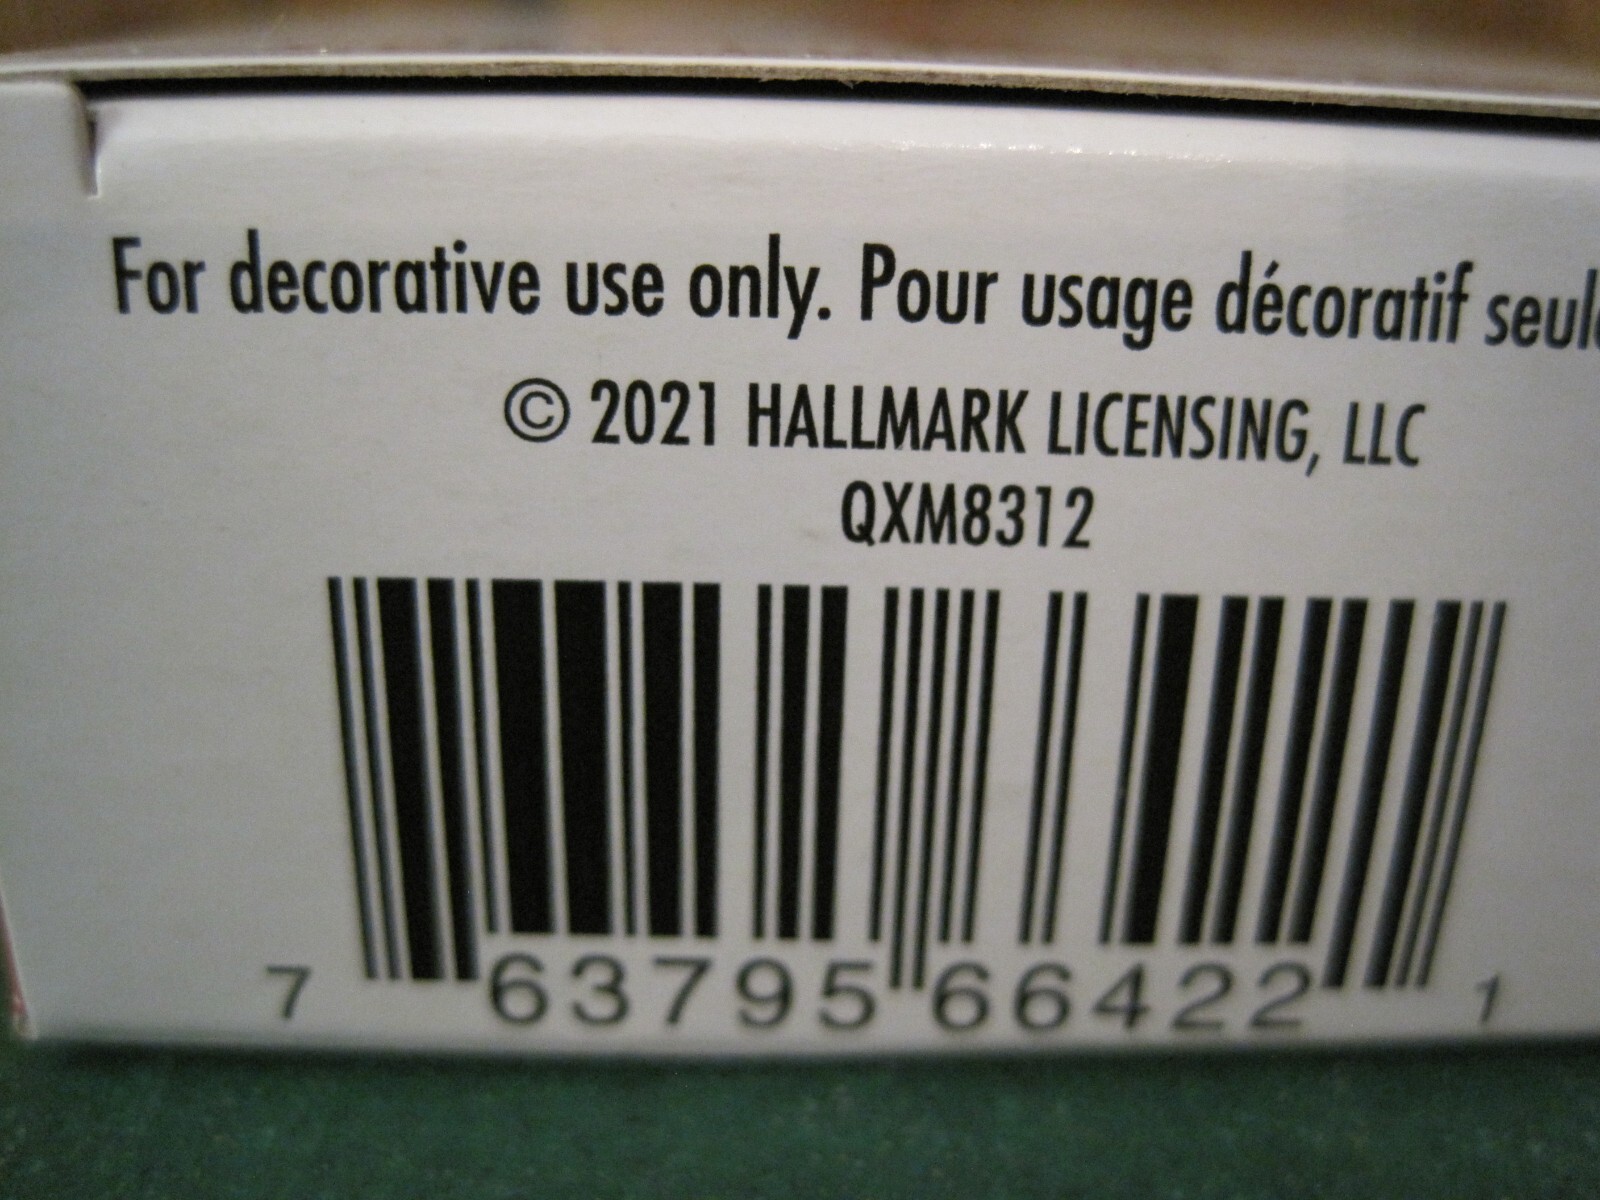 For decorative use only. Pour usage décoratif
© 2021 HALLMARK LICENSING, LLC
QXM8312
7 63795 66422 1